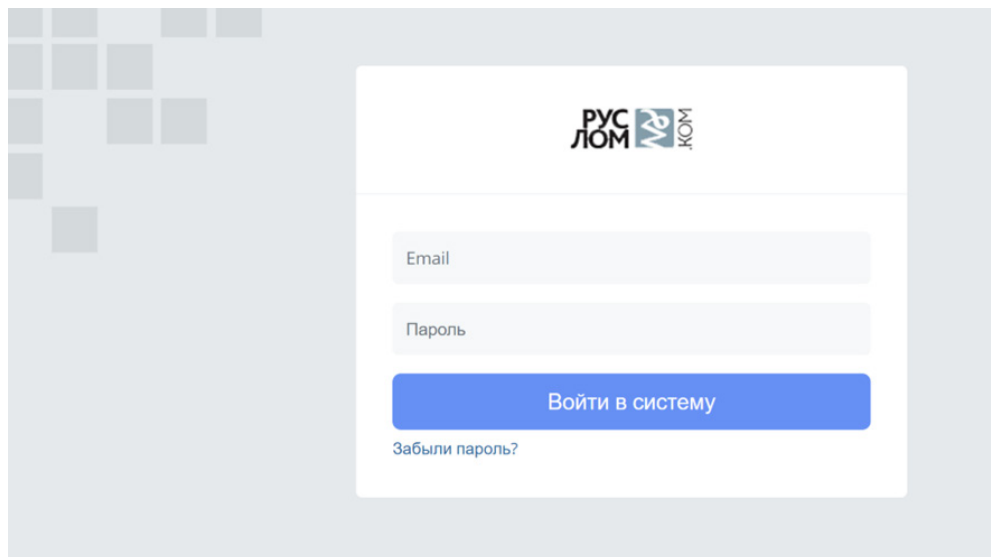 РУС
ЛОМ
.КОМ
Email
Пароль
Войти в систему
Забыли пароль?